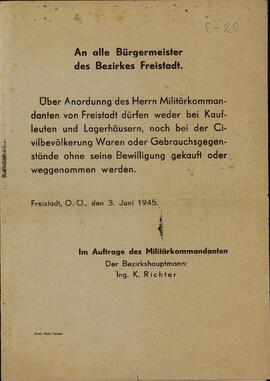 C-20
An alle Bürgermeister
des Bezirkes Freistadt.
Über Anordnung des Herrn Militärkomman-
danten von Freistadt dürfen weder bei Kauf-
leuten und Lagerhäusern, noch bei der Ci-
vilbevölkerung Waren oder Gebrauchsgegen-
stände ohne seine Bewilligung gekauft oder
weggenommen werden.
Freistadt, O.-Ö., den 3. Juni 1945.
Im Auftrage des Militärkommandanten
Der Bezirkshauptmann:
Ing. K. Richter